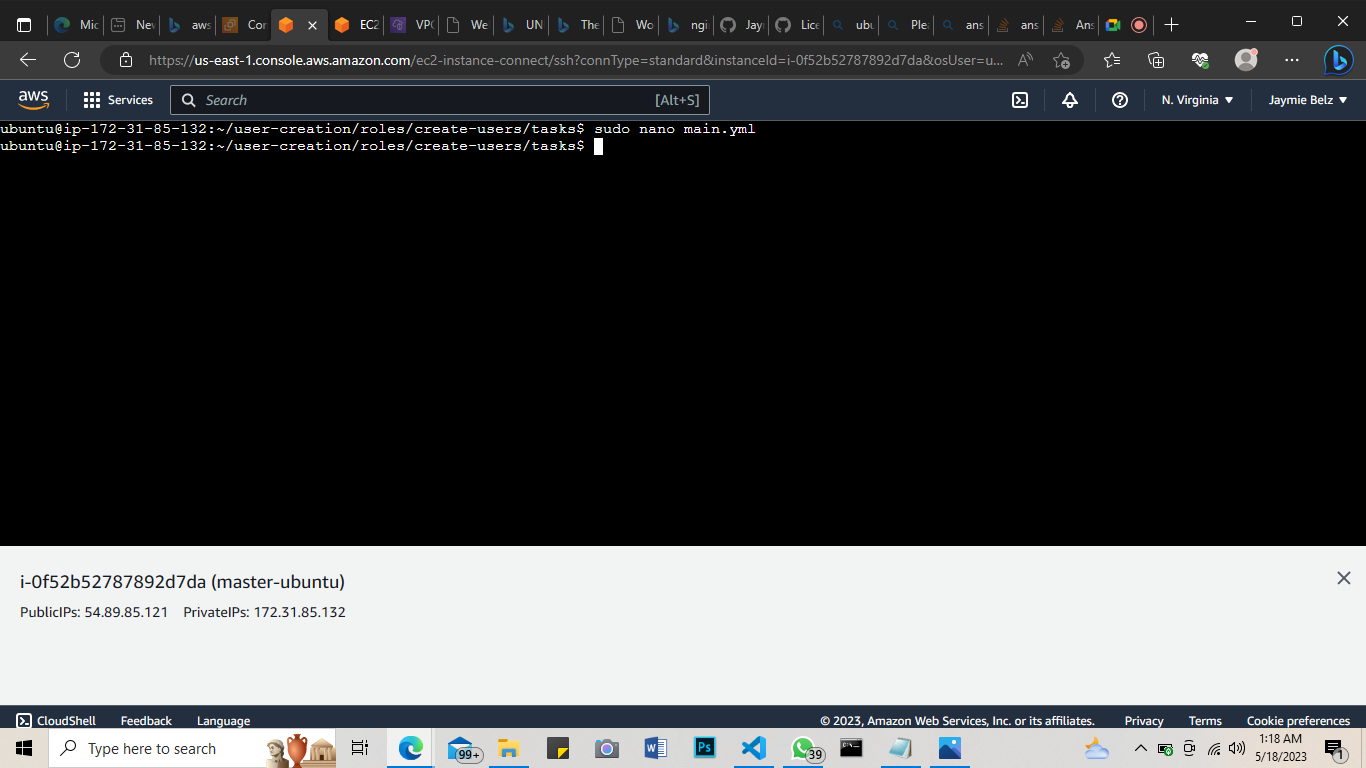 Mic
Nev
aws
Cor
EC2
VPC
We
UN
The
Wo
ngi
Jay
Lice
ubu
Ple
ans
ans
Ans
https://us-east-1.console.aws.amazon.com/ec2-instance-connect/ssh?connType=standard&instanceId=i-0f52b52787892d7da&osUser=u...
aws
Services
Search
[Alt+S]
N. Virginia
Jaymie Belz
ubuntu@ip-172-31-85-132:~/user-creation/roles/create-users/tasks$ sudo nano main.yml
ubuntu@ip-172-31-85-132:~/user-creation/roles/create-users/tasks$
i-0f52b52787892d7da (master-ubuntu)
PublicIPs: 54.89.85.121 PrivateIPs: 172.31.85.132
CloudShell Feedback Language © 2023, Amazon Web Services, Inc. or its affiliates. Privacy Terms Cookie preferences
Type here to search
99+
39
1:18 AM
5/18/2023
1